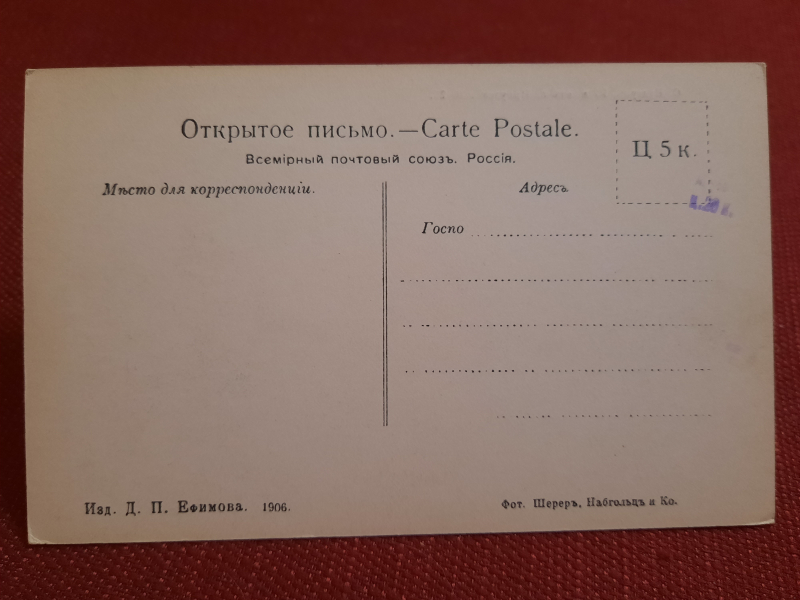 Открытое письмо.—Carte Postale.
Всемірный почтовый союзъ. Россія.
Ц 5 к.
Мѣсто для корреспонденціи.
Адресъ.
Госпо
Изд. Д. П. Ефимова. 1906.
Фот. Шереръ, Набгольцъ и Ко.